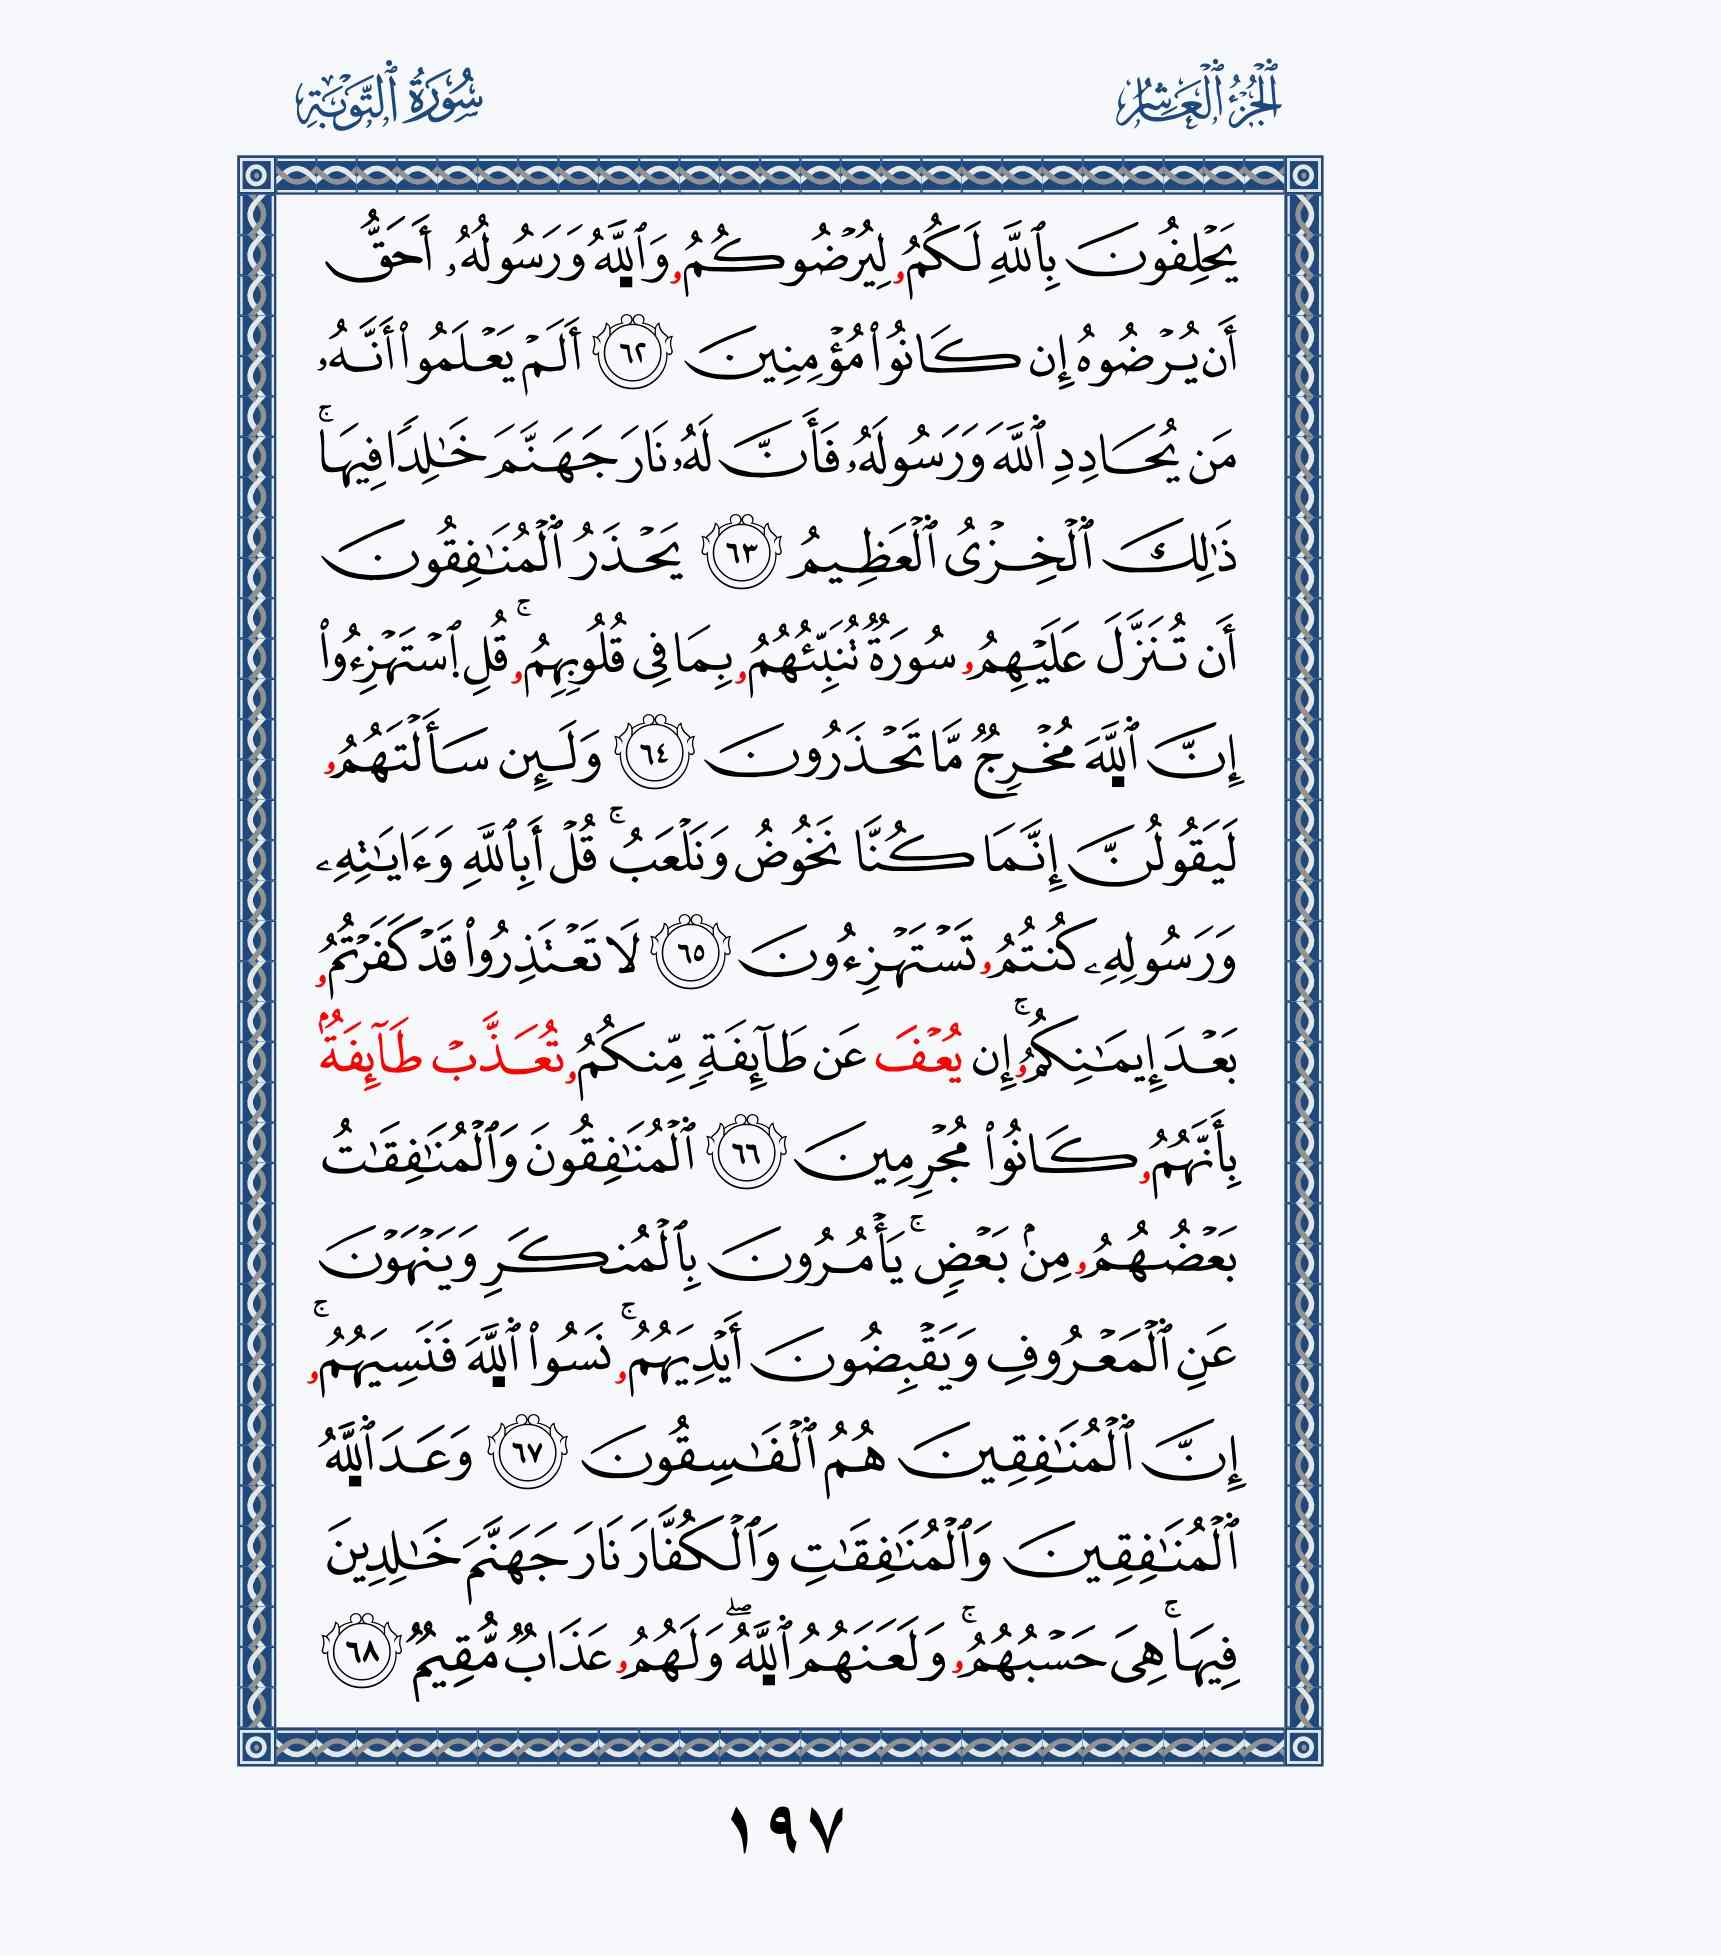 ٱلۡجُزۡءُ ٱلۡعَاشِرُ سُورَةُ ٱلتَّوۡبَةِ
يَحۡلِفُونَ بِٱللَّهِ لَكُمُۥ لِيُرۡضُوكُمُۥ وَٱللَّهُ وَرَسُولُهُۥ أَحَقُّ
أَن يُرۡضُوهُ إِن كَانُواْ مُؤۡمِنِينَ ٦٢ أَلَمۡ يَعۡلَمُواْ أَنَّهُۥ
مَن يُحَادِدِ ٱللَّهَ وَرَسُولَهُۥ فَأَنَّ لَهُۥ نَارَ جَهَنَّمَ خَٰلِدٗا فِيهَاۚ
ذَٰلِكَ ٱلۡخِزۡىُ ٱلۡعَظِيمُ ٦٣ يَحۡذَرُ ٱلۡمُنَٰفِقُونَ
أَن تُنَزَّلَ عَلَيۡهِمُۥ سُورَةٞ تُنَبِّئُهُمُۥ بِمَا فِى قُلُوبِهِمُۥۚ قُلِ ٱسۡتَهۡزِءُواْ
إِنَّ ٱللَّهَ مُخۡرِجٞ مَّا تَحۡذَرُونَ ٦٤ وَلَئِن سَأَلۡتَهُمُۥ
لَيَقُولُنَّ إِنَّمَا كُنَّا نَخُوضُ وَنَلۡعَبُۚ قُلۡ أَبِٱللَّهِ وَءَايَٰتِهِۦ
وَرَسُولِهِۦ كُنتُمُۥ تَسۡتَهۡزِءُونَ ٦٥ لَا تَعۡتَذِرُواْ قَدۡ كَفَرۡتُمُۥ
بَعۡدَ إِيمَٰنِكُمُۥۚ إِن يُعۡفَ عَن طَآئِفَةٖ مِّنكُمُۥ تُعَذَّبۡ طَآئِفَةُۢ
بِأَنَّهُمُۥ كَانُواْ مُجۡرِمِينَ ٦٦ ٱلۡمُنَٰفِقُونَ وَٱلۡمُنَٰفِقَٰتُ
بَعۡضُهُمُۥ مِنۢ بَعۡضٖۚ يَأۡمُرُونَ بِٱلۡمُنكَرِ وَيَنۡهَوۡنَ
عَنِ ٱلۡمَعۡرُوفِ وَيَقۡبِضُونَ أَيۡدِيَهُمُۥۚ نَسُواْ ٱللَّهَ فَنَسِيَهُمُۥۚ
إِنَّ ٱلۡمُنَٰفِقِينَ هُمُ ٱلۡفَٰسِقُونَ ٦٧ وَعَدَ ٱللَّهُ
ٱلۡمُنَٰفِقِينَ وَٱلۡمُنَٰفِقَٰتِ وَٱلۡكُفَّارَ نَارَ جَهَنَّمَ خَٰلِدِينَ
فِيهَاۚ هِىَ حَسۡبُهُمُۥۚ وَلَعَنَهُمُ ٱللَّهُۖ وَلَهُمُۥ عَذَابٞ مُّقِيمٞ ٦٨
١٩٧